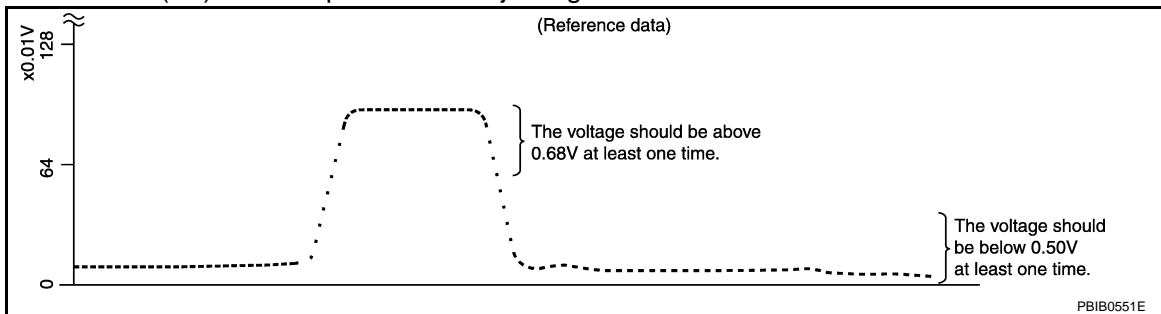 (Reference data)
x0.01V
128
64
0
The voltage should be above
0.68V at least one time.
The voltage should
be below 0.50V
at least one time.
PBIB0551E